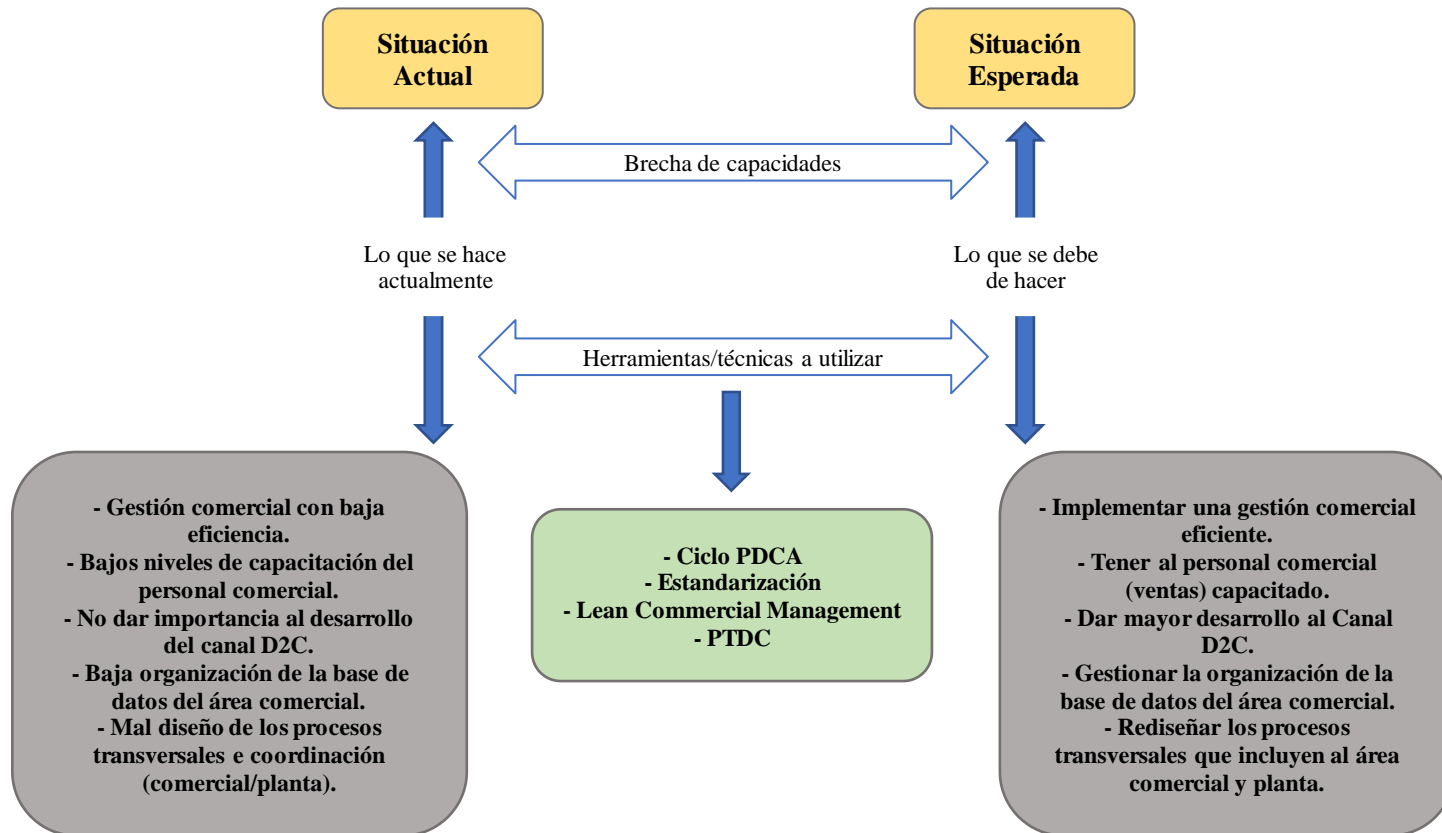 Situación
Actual
Situación
Esperada
Brecha de capacidades
Lo que se hace
actualmente
Lo que se debe
de hacer
Herramientas/técnicas a utilizar
- Gestión comercial con baja
eficiencia.
- Bajos niveles de capacitación del
personal comercial.
- No dar importancia al desarrollo
del canal D2C.
- Baja organización de la base de
datos del área comercial.
- Mal diseño de los procesos
transversales e coordinación
(comercial/planta).
- Ciclo PDCA
- Estandarización
- Lean Commercial Management
- PTDC
- Implementar una gestión comercial
eficiente.
- Tener al personal comercial
(ventas) capacitado.
- Dar mayor desarrollo al Canal
D2C.
- Gestionar la organización de la
base de datos del área comercial.
- Rediseñar los procesos
transversales que incluyen al área
comercial y planta.